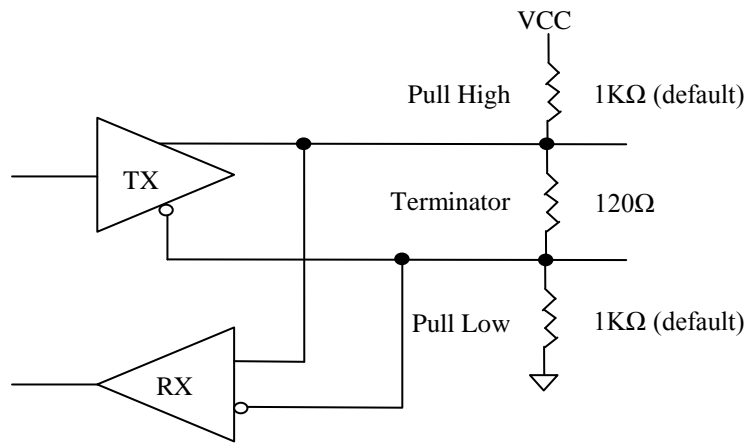 VCC
Pull High 1KΩ (default)
TX
Terminator 120Ω
Pull Low 1KΩ (default)
RX